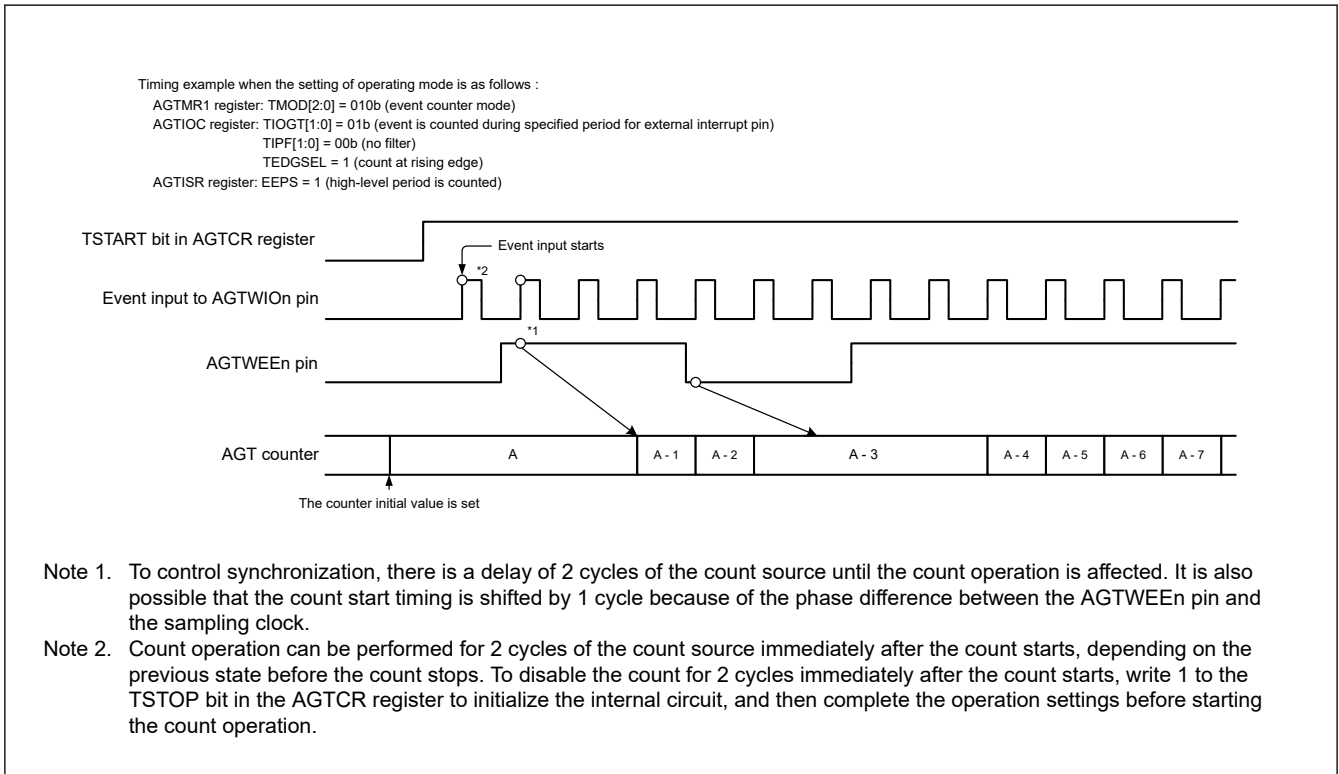 Timing example when the setting of operating mode is as follows :
AGTMR1 register: TMOD[2:0] = 010b (event counter mode)
AGTIOC register: TIOGT[1:0] = 01b (event is counted during specified period for external interrupt pin)
TIPF[1:0] = 00b (no filter)
TEDGSEL = 1 (count at rising edge)
AGTISR register: EEPS = 1 (high-level period is counted)
TSTART bit in AGTCR register
Event input starts
*2
Event input to AGTWIOn pin
*1
AGTWEEn pin
AGT counter
A
A - 1
A - 2
A - 3
A - 4
A - 5
A - 6
A - 7
The counter initial value is set
Note 1. To control synchronization, there is a delay of 2 cycles of the count source until the count operation is affected. It is also
possible that the count start timing is shifted by 1 cycle because of the phase difference between the AGTWEEn pin and
the sampling clock.
Note 2. Count operation can be performed for 2 cycles of the count source immediately after the count starts, depending on the
previous state before the count stops. To disable the count for 2 cycles immediately after the count starts, write 1 to the
TSTOP bit in the AGTCR register to initialize the internal circuit, and then complete the operation settings before starting
the count operation.